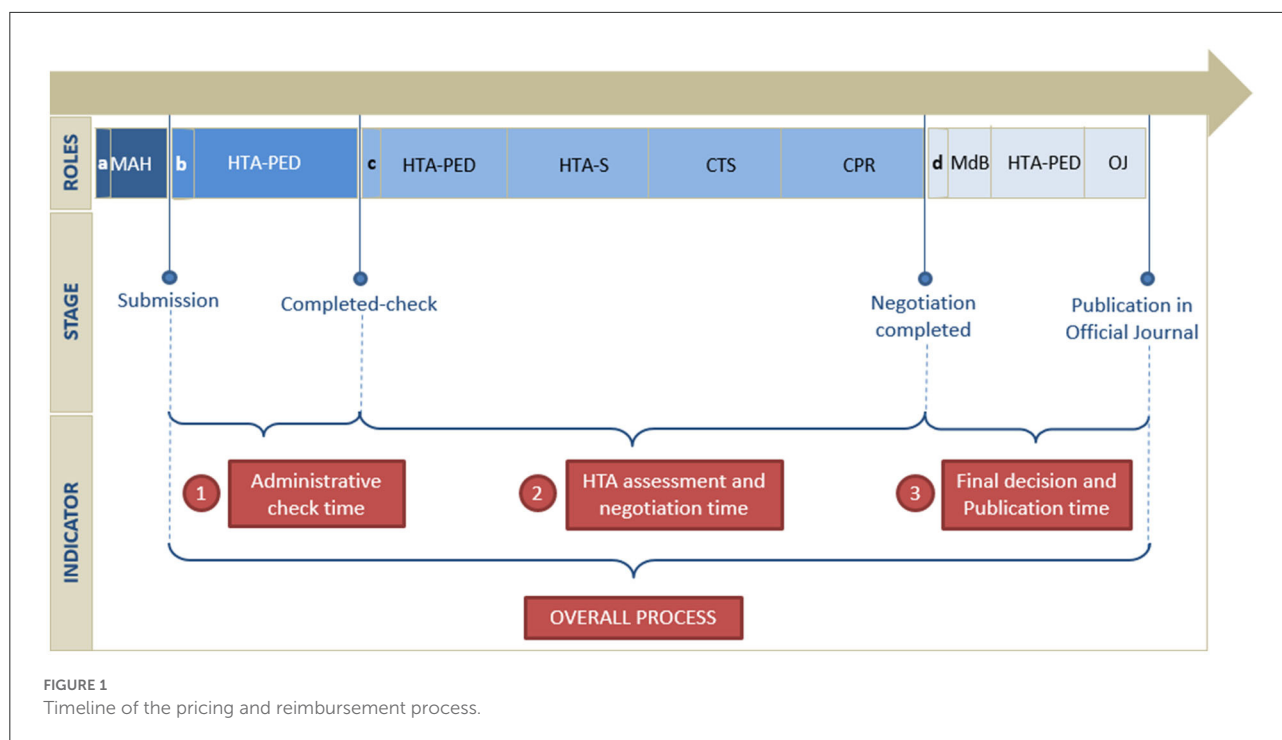 ROLES
a MAH b HTA-PED c HTA-PED HTA-S CTS CPR d MdB HTA-PED OJ
STAGE
Submission
Completed-check
Negotiation
completed
Publication in
Official Journal
INDICATOR
1
Administrative
check time
2
HTA assessment and
negotiation time
3
Final decision and
Publication time
OVERALL PROCESS
FIGURE 1
Timeline of the pricing and reimbursement process.